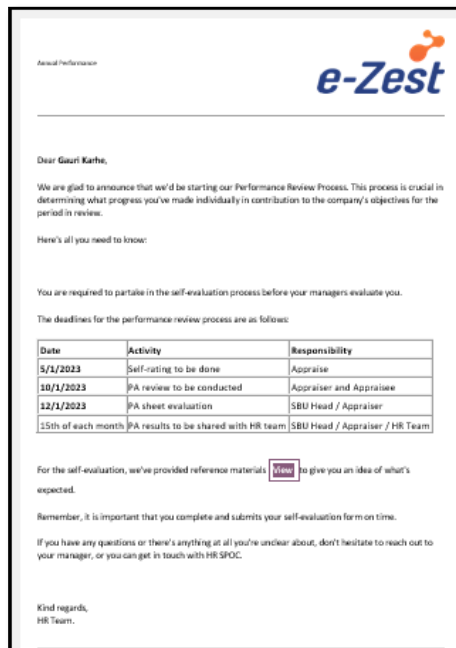 Annual Performance
e-Zest
Dear Gauri Karhe,
We are glad to announce that we'd be starting our Performance Review Process. This process is crucial in
determining what progress you've made individually in contribution to the company's objectives for the
period in review.
Here's all you need to know:
You are required to partake in the self-evaluation process before your managers evaluate you.
The deadlines for the performance review process are as follows:
Date Activity Responsibility
5/1/2023 Self-rating to be done Appraise
10/1/2023 PA review to be conducted Appraiser and Appraisee
12/1/2023 PA sheet evaluation SBU Head / Appraiser
15th of each month PA results to be shared with HR team SBU Head / Appraiser / HR Team
For the self-evaluation, we've provided reference materials View to give you an idea of what's
expected.
Remember, it is important that you complete and submits your self-evaluation form on time.
If you have any questions or there's anything at all you're unclear about, don't hesitate to reach out to
your manager, or you can get in touch with HR SPOC.
Kind regards,
HR Team.